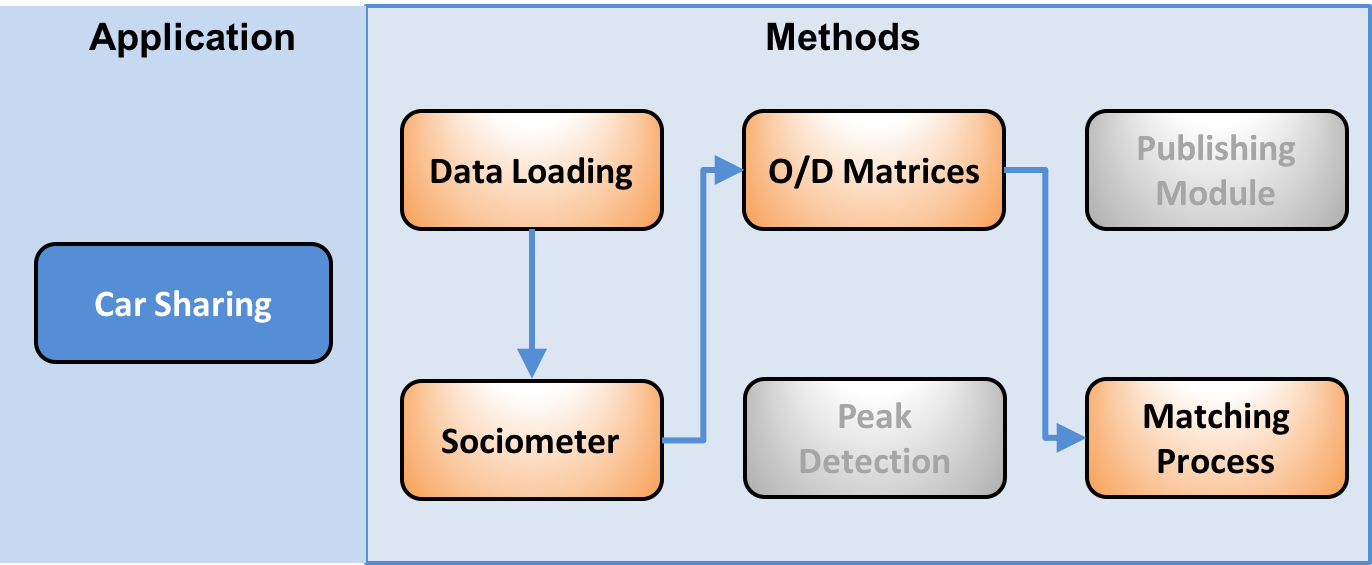 Application
Methods
Data Loading
O/D Matrices
Publishing
Module
Car Sharing
Sociometer
Peak
Detection
Matching
Process